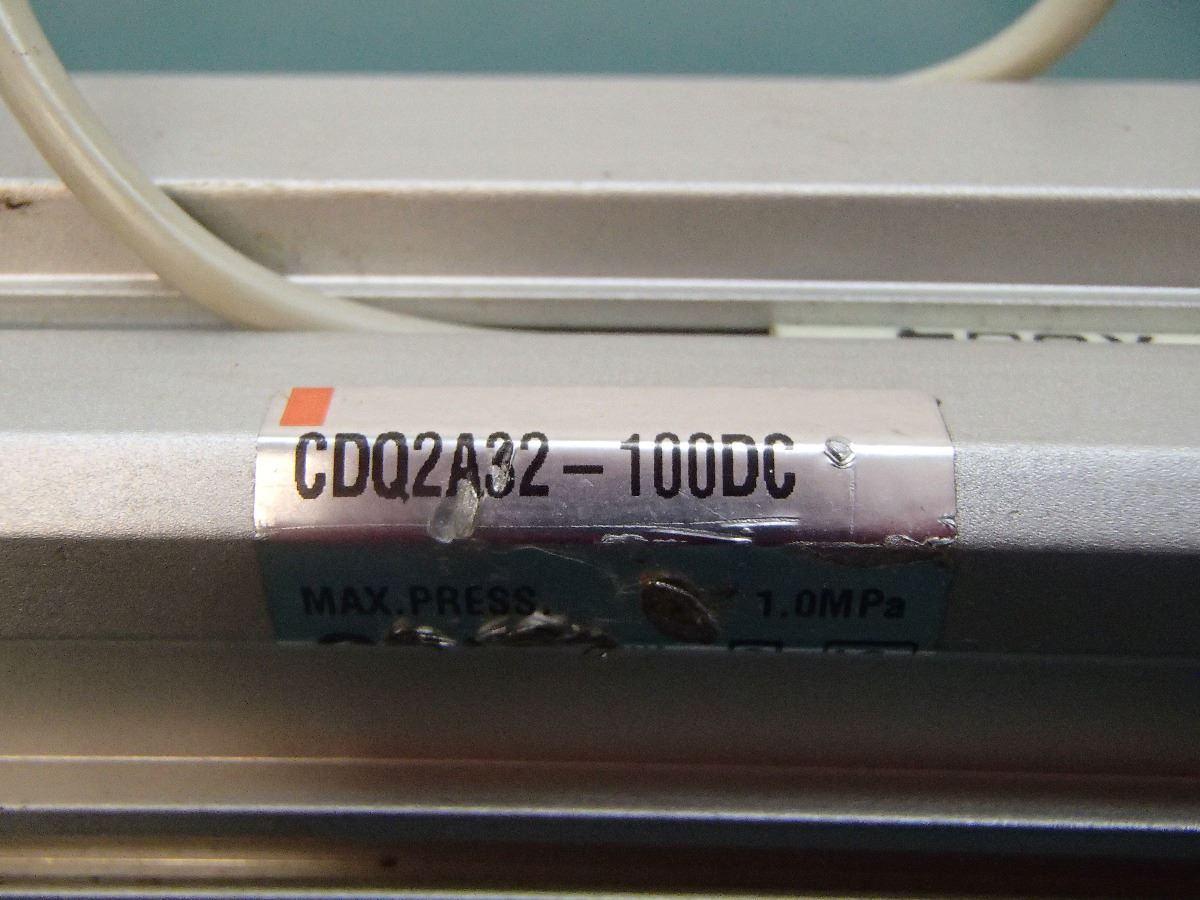 CDQ2A32-100DC
MAX.PRESS. 1.0MPa